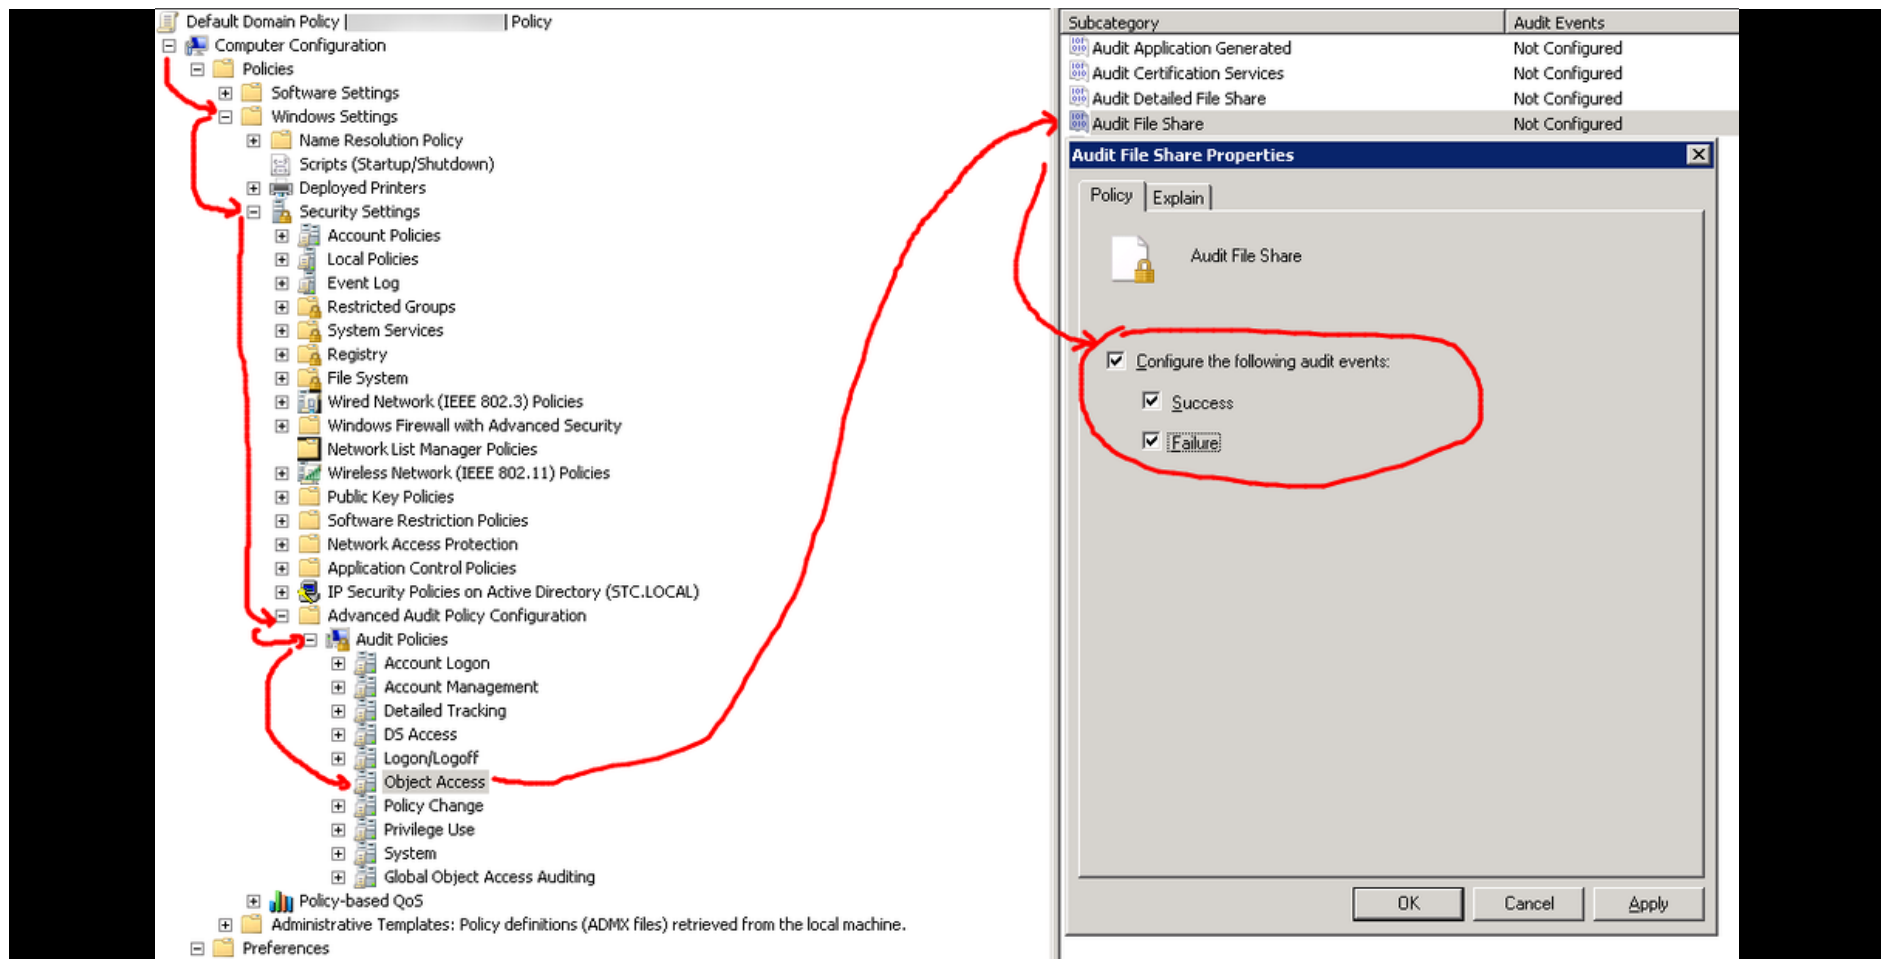 Default Domain Policy | | Policy
Computer Configuration
Policies
Software Settings
Windows Settings
Name Resolution Policy
Scripts (Startup/Shutdown)
Deployed Printers
Security Settings
Account Policies
Local Policies
Event Log
Restricted Groups
System Services
Registry
File System
Wired Network (IEEE 802.3) Policies
Windows Firewall with Advanced Security
Network List Manager Policies
Wireless Network (IEEE 802.11) Policies
Public Key Policies
Software Restriction Policies
Network Access Protection
Application Control Policies
IP Security Policies on Active Directory (STC.LOCAL)
Advanced Audit Policy Configuration
Audit Policies
Account Logon
Account Management
Detailed Tracking
DS Access
Logon/Logoff
Object Access
Policy Change
Privilege Use
System
Global Object Access Auditing
Policy-based QoS
Administrative Templates: Policy definitions (ADMX files) retrieved from the local machine.
Preferences
Subcategory Audit Events
Audit Application Generated Not Configured
Audit Certification Services Not Configured
Audit Detailed File Share Not Configured
Audit File Share Not Configured
Audit File Share Properties
Policy Explain
Audit File Share
Configure the following audit events:
Success
Failure
OK Cancel Apply